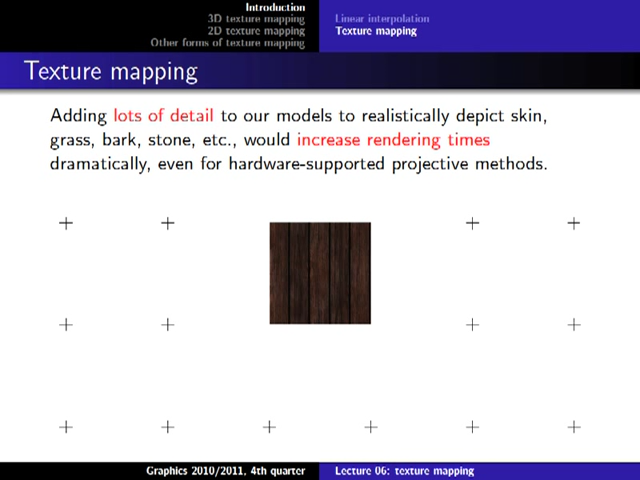 Introduction
3D texture mapping
2D texture mapping
Other forms of texture mapping
Linear interpolation
Texture mapping
Texture mapping
Adding lots of detail to our models to realistically depict skin,
grass, bark, stone, etc., would increase rendering times
dramatically, even for hardware-supported projective methods.
Graphics 2010/2011, 4th quarter
Lecture 06: texture mapping